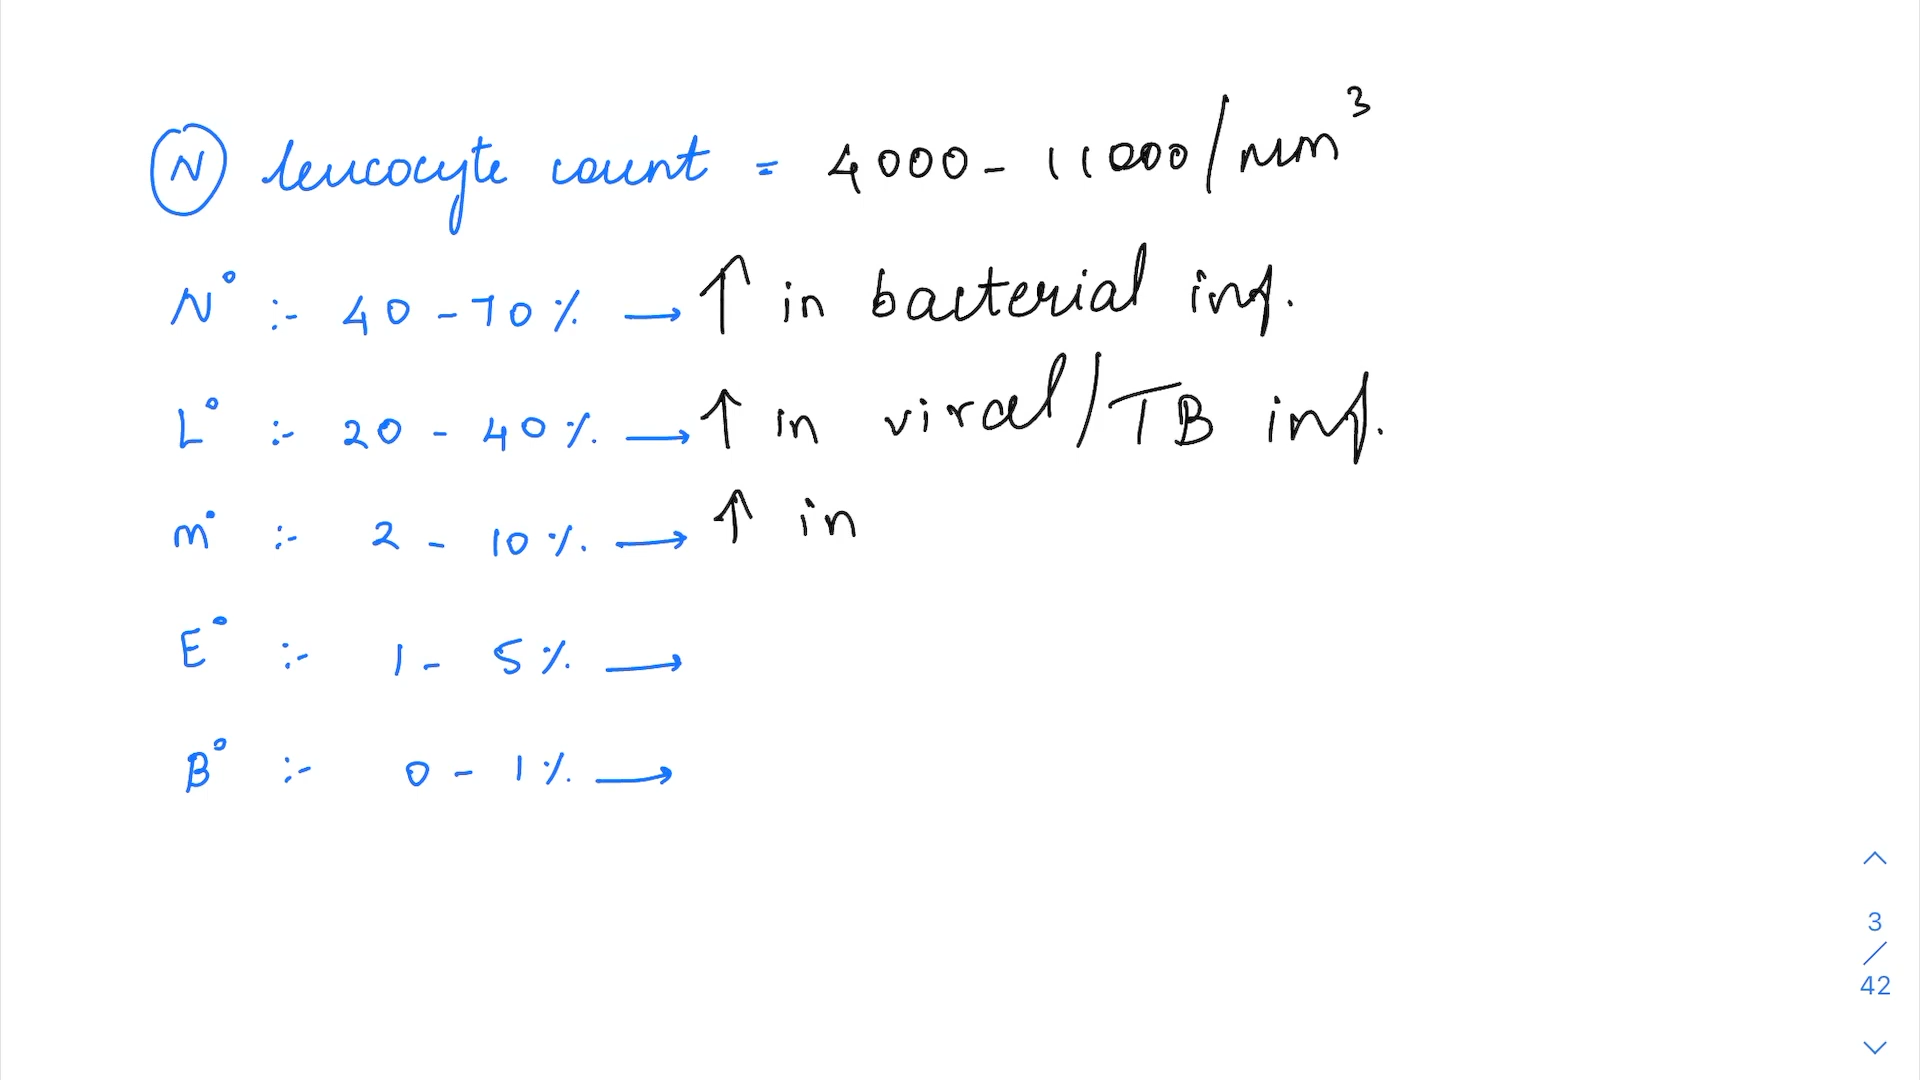 Ⓝ leucocyte count = 4000 - 11000/mm³
N° :- 40 - 70 % → ↑ in bacterial inf.
L° :- 20 - 40 % → ↑ in viral/TB inf.
m° :- 2 - 10 % → ↑ in
E° :- 1 - 5 % →
B° :- 0 - 1 % →
3
/
42